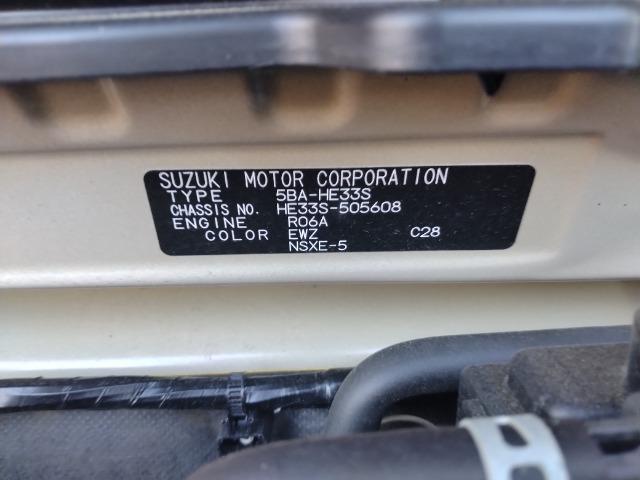 SUZUKI MOTOR CORPORATION
TYPE 5BA-HE33S
CHASSIS NO. HE33S-505608
ENGINE R06A
COLOR EWZ C28
NSXE-5